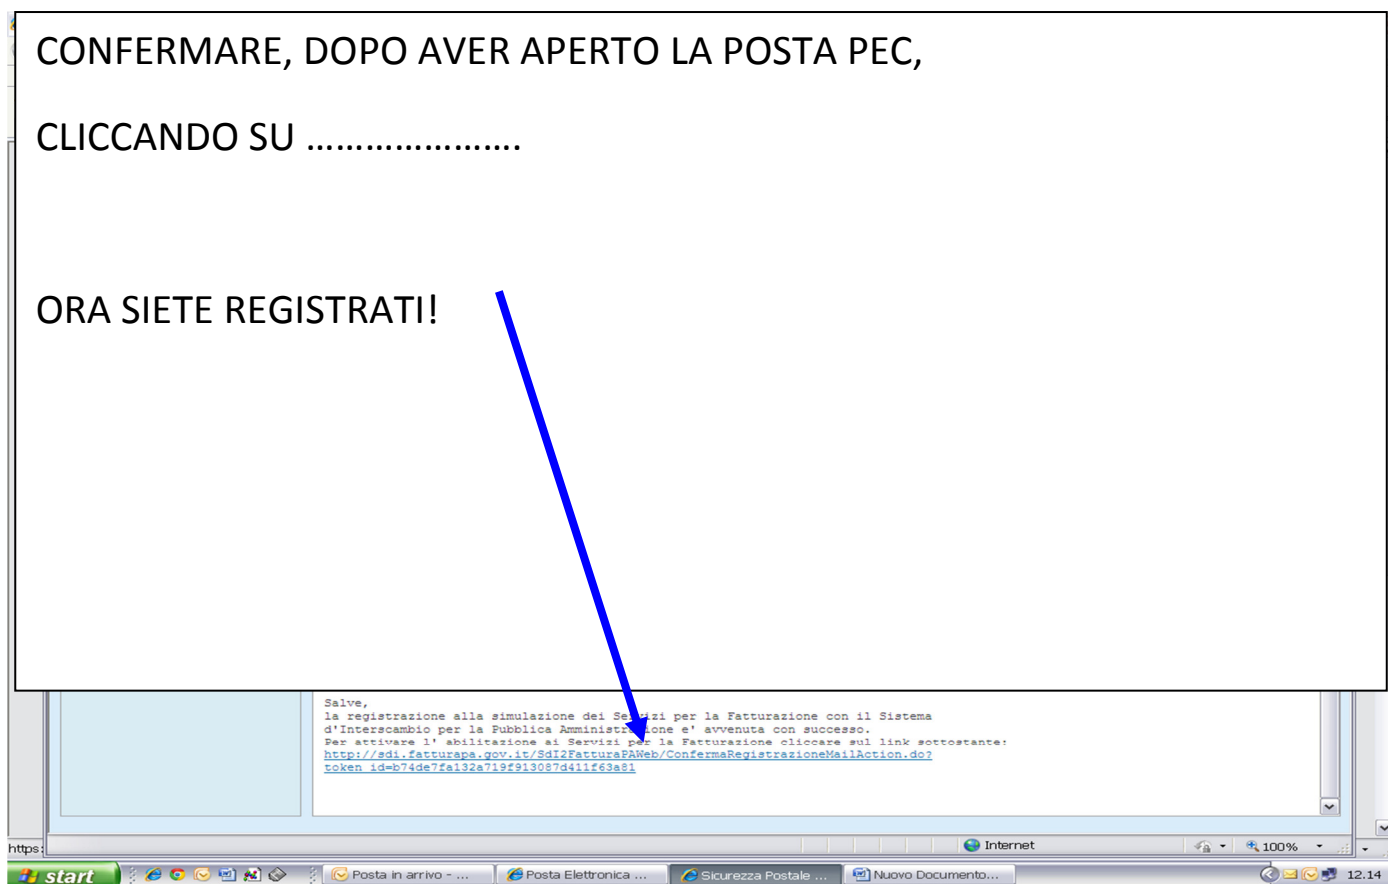 CONFERMARE, DOPO AVER APERTO LA POSTA PEC,
CLICCANDO SU ………………….
ORA SIETE REGISTRATI!
Salve,
la registrazione alla simulazione dei Servizi per la Fatturazione con il Sistema
d'Interscambio per la Pubblica Amministrazione e' avvenuta con successo.
Per attivare l' abilitazione ai Servizi per la Fatturazione cliccare sul link sottostante:
http://sdi.fatturapa.gov.it/SdI2FatturaPAWeb/ConfermaRegistrazioneMailAction.do?
token_id=b74de7fa132a719f913087d411f63a81
https:
Internet
100%
start
Posta in arrivo - ...
Posta Elettronica ...
Sicurezza Postale ...
Nuovo Documento...
12.14